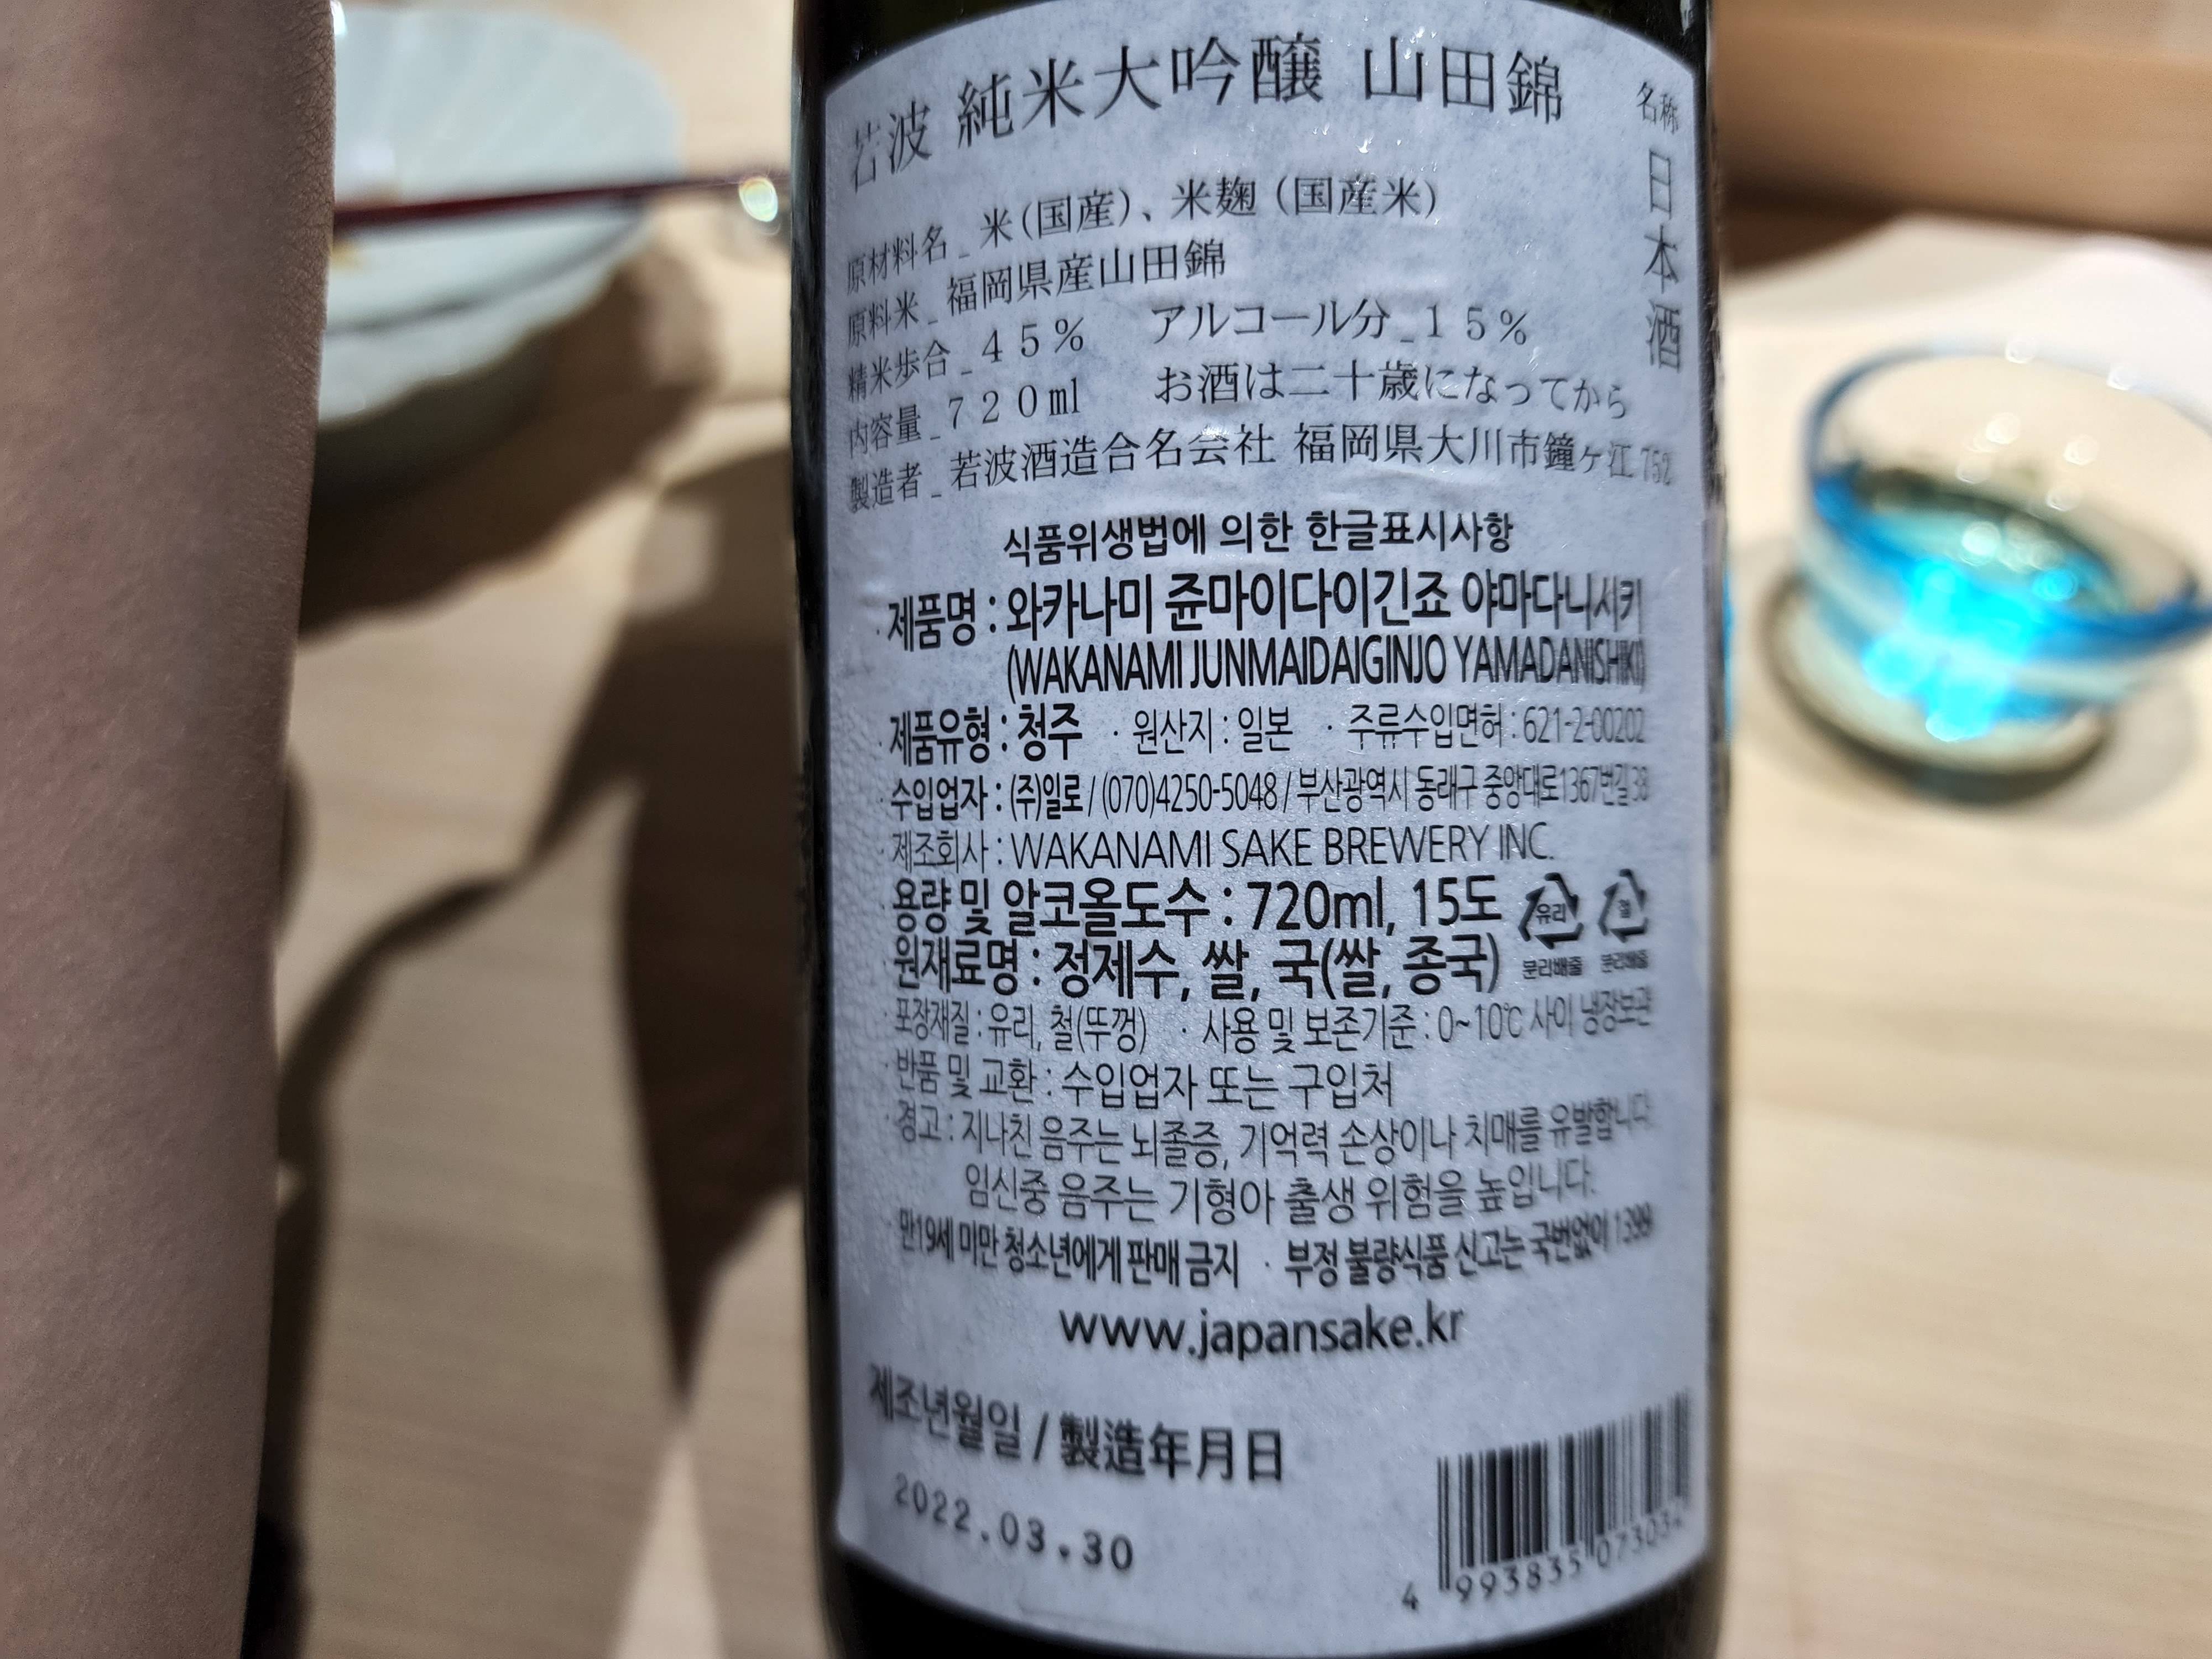 若波 純米大吟醸 山田錦
名称 日本酒
原材料名_米(国産)、米麹(国産米)
原料米_福岡県産山田錦
精米歩合_45% アルコール分_15%
内容量_720ml お酒は二十歳になってから
製造者_若波酒造合名会社 福岡県大川市鐘ヶ江752
식품위생법에 의한 한글표시사항
· 제품명 : 와카나미 쥰마이다이긴죠 야마다니시키
(WAKANAMI JUNMAIDAIGINJO YAMADANISHIKI)
· 제품유형 : 청주 · 원산지 : 일본 · 주류수입면허 : 621-2-00202
· 수입업자 : (주)일로 / (070)4250-5048 / 부산광역시 동래구 중앙대로1367번길 38
· 제조회사 : WAKANAMI SAKE BREWERY INC.
용량 및 알코올도수 : 720ml, 15도
원재료명 : 정제수, 쌀, 국(쌀, 종국)
유리 철
분리배출 분리배출
· 포장재질 : 유리, 철(뚜껑) · 사용 및 보존기준 : 0~10℃ 사이 냉장보관
· 반품 및 교환 : 수입업자 또는 구입처
· 경고 : 지나친 음주는 뇌졸증, 기억력 손상이나 치매를 유발합니다.
임신중 음주는 기형아 출생 위험을 높입니다.
· 만19세 미만 청소년에게 판매 금지 · 부정 불량식품 신고는 국번없이 1399
www.japansake.kr
제조년월일 / 製造年月日
2022.03.30
4 993835 073032